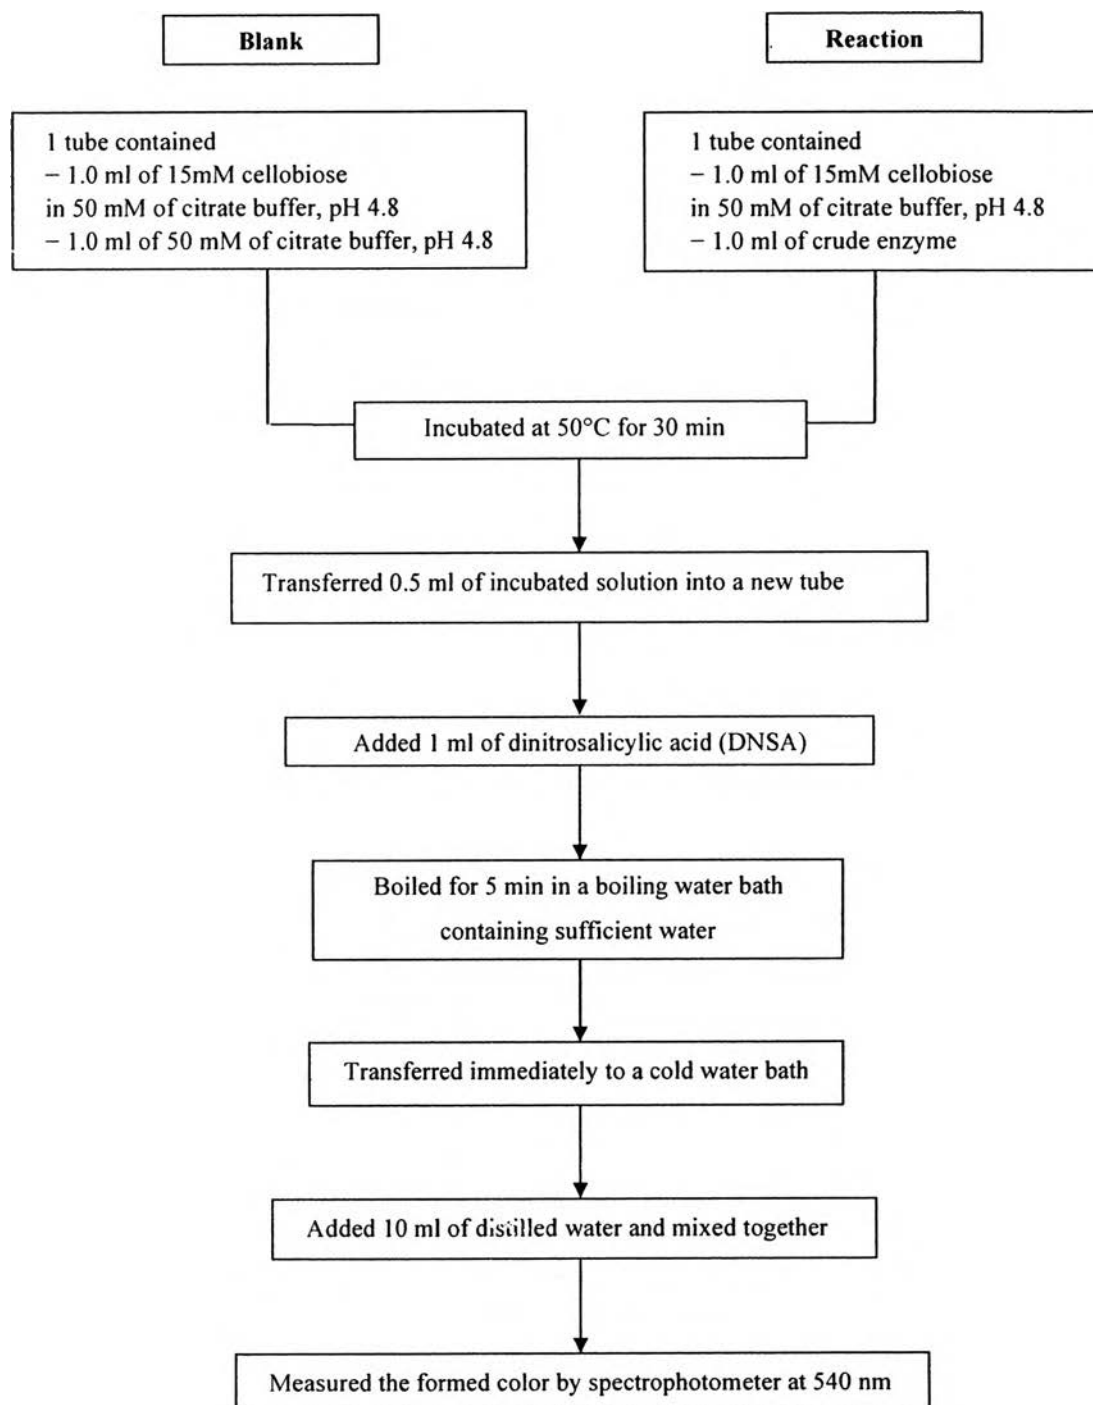 Blank
Reaction
1 tube contained
− 1.0 ml of 15mM cellobiose
in 50 mM of citrate buffer, pH 4.8
− 1.0 ml of 50 mM of citrate buffer, pH 4.8
1 tube contained
− 1.0 ml of 15mM cellobiose
in 50 mM of citrate buffer, pH 4.8
− 1.0 ml of crude enzyme
Incubated at 50°C for 30 min
Transferred 0.5 ml of incubated solution into a new tube
Added 1 ml of dinitrosalicylic acid (DNSA)
Boiled for 5 min in a boiling water bath
containing sufficient water
Transferred immediately to a cold water bath
Added 10 ml of distilled water and mixed together
Measured the formed color by spectrophotometer at 540 nm